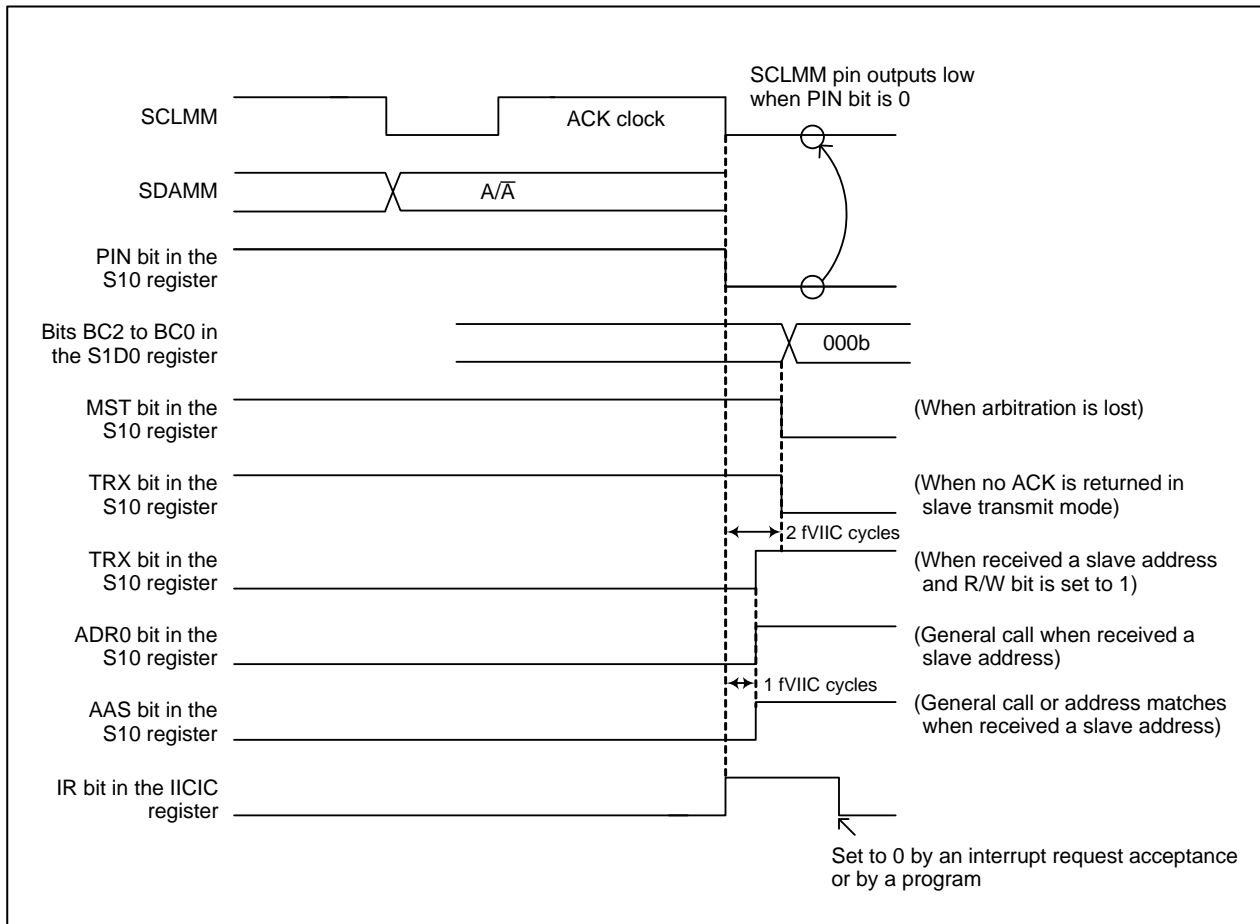 SCLMM pin outputs low
when PIN bit is 0
SCLMM
ACK clock
SDAMM
A/A̅
PIN bit in the
S10 register
Bits BC2 to BC0 in
the S1D0 register
000b
MST bit in the
S10 register
(When arbitration is lost)
TRX bit in the
S10 register
(When no ACK is returned in
slave transmit mode)
2 fVIIC cycles
TRX bit in the
S10 register
(When received a slave address
and R/W bit is set to 1)
ADR0 bit in the
S10 register
(General call when received a
slave address)
1 fVIIC cycles
AAS bit in the
S10 register
(General call or address matches
when received a slave address)
IR bit in the IICIC
register
Set to 0 by an interrupt request acceptance
or by a program